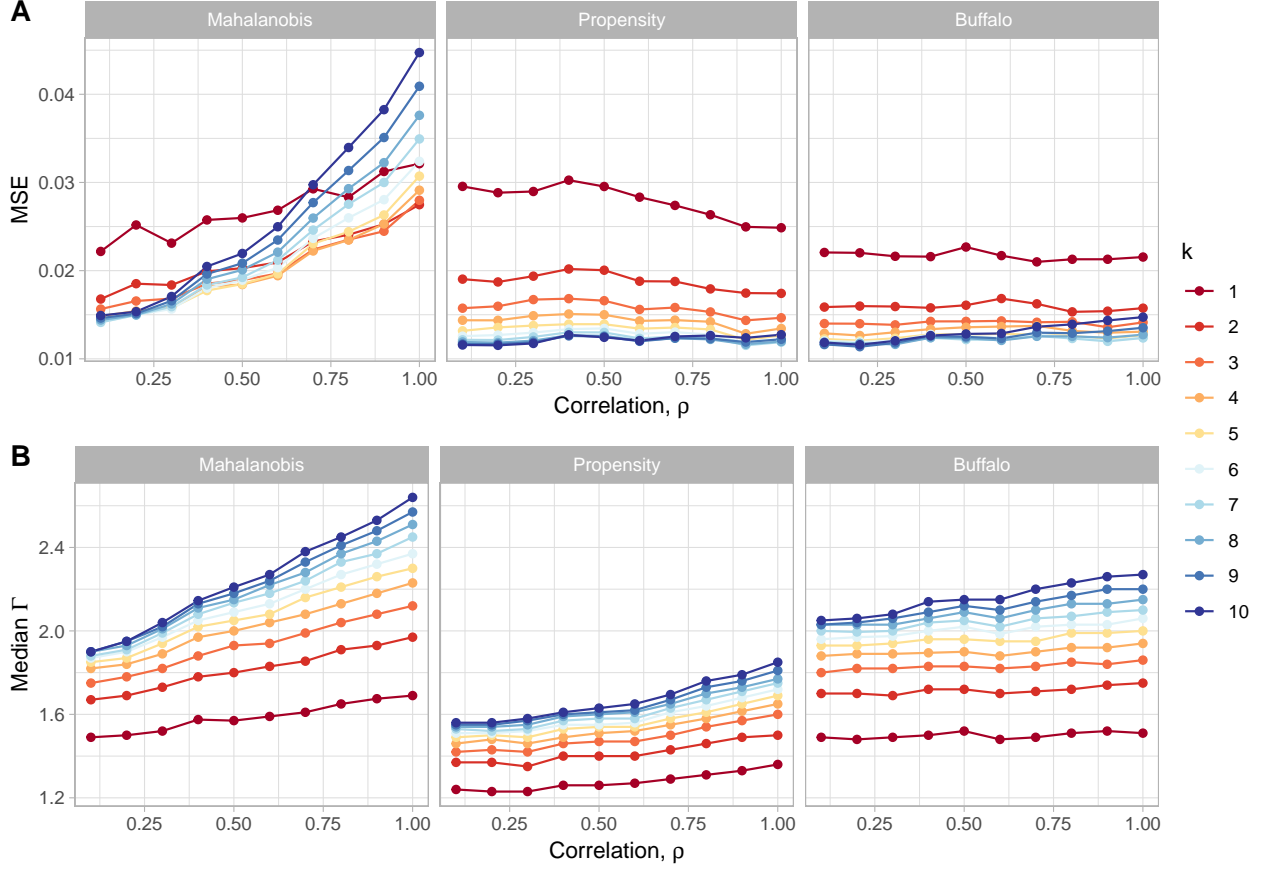 A
Mahalanobis Propensity Buffalo
MSE
0.04
0.03
0.02
0.01
0.25 0.50 0.75 1.00 0.25 0.50 0.75 1.00 0.25 0.50 0.75 1.00
Correlation, ρ
B
Mahalanobis Propensity Buffalo
Median Γ
2.4
2.0
1.6
1.2
0.25 0.50 0.75 1.00 0.25 0.50 0.75 1.00 0.25 0.50 0.75 1.00
Correlation, ρ
k
1
2
3
4
5
6
7
8
9
10